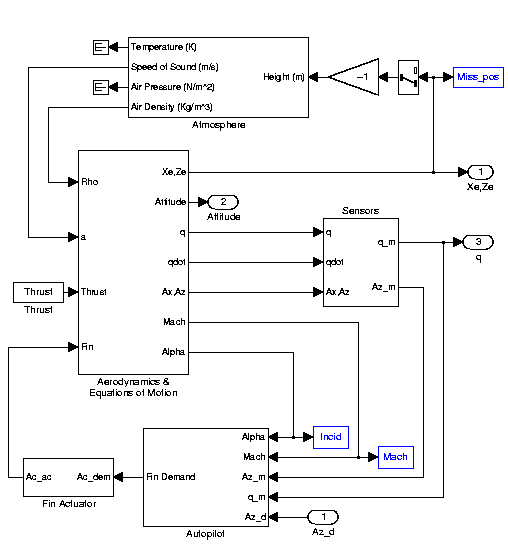 Temperature (K)
Speed of Sound (m/s)
Air Pressure (N/m^2)
Air Density (Kg/m^3)
Height (m)
−1
Miss_pos
Atmosphere
Rho
a
Thrust
Fin
Xe,Ze
Attitude
q
qdot
Ax,Az
Mach
Alpha
Aerodynamics &
Equations of Motion
Thrust
Thrust
1
Xe,Ze
2
Attitude
Sensors
q
qdot
Ax,Az
q_m
Az_m
3
q
Incid
Mach
Alpha
Mach
Az_m
q_m
Az_d
Fin Demand
Autopilot
Ac_ac
Ac_dem
Fin Actuator
1
Az_d